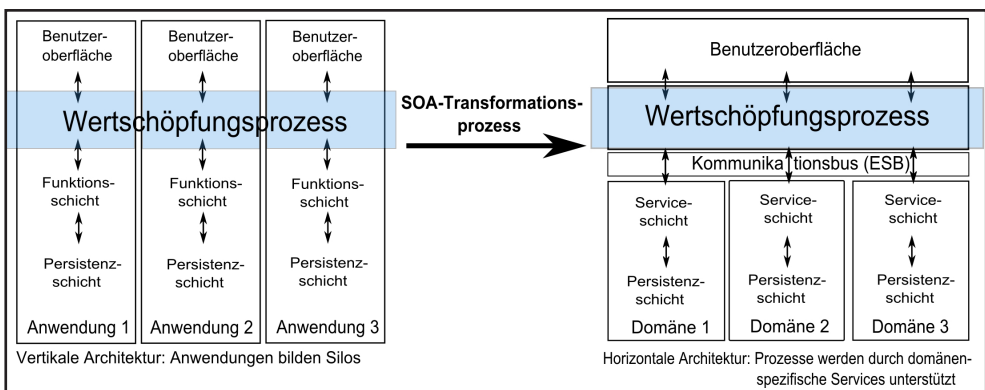 Benutzer-
oberfläche
Benutzer-
oberfläche
Benutzer-
oberfläche
Wertschöpfungsprozess
Funktions-
schicht
Funktions-
schicht
Funktions-
schicht
Persistenz-
schicht
Persistenz-
schicht
Persistenz-
schicht
Anwendung 1
Anwendung 2
Anwendung 3
Vertikale Architektur: Anwendungen bilden Silos
SOA-Transformations-
prozess
Benutzeroberfläche
Wertschöpfungsprozess
Kommunikationsbus (ESB)
Service-
schicht
Service-
schicht
Service-
schicht
Persistenz-
schicht
Persistenz-
schicht
Persistenz-
schicht
Domäne 1
Domäne 2
Domäne 3
Horizontale Architektur: Prozesse werden durch domänen-
spezifische Services unterstützt